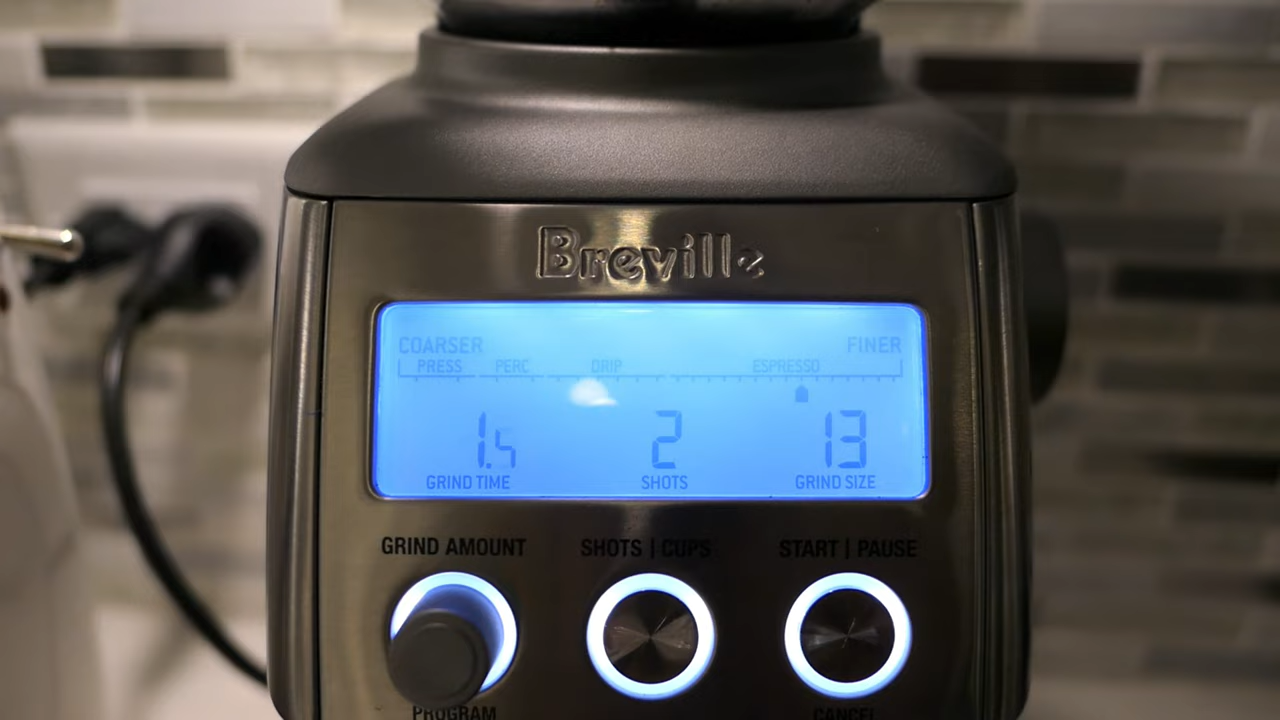 Breville
COARSER FINER
PRESS PERC DRIP ESPRESSO
1.5 2 13
GRIND TIME SHOTS GRIND SIZE
GRIND AMOUNT SHOTS | CUPS START | PAUSE
PROGRAM CANCEL